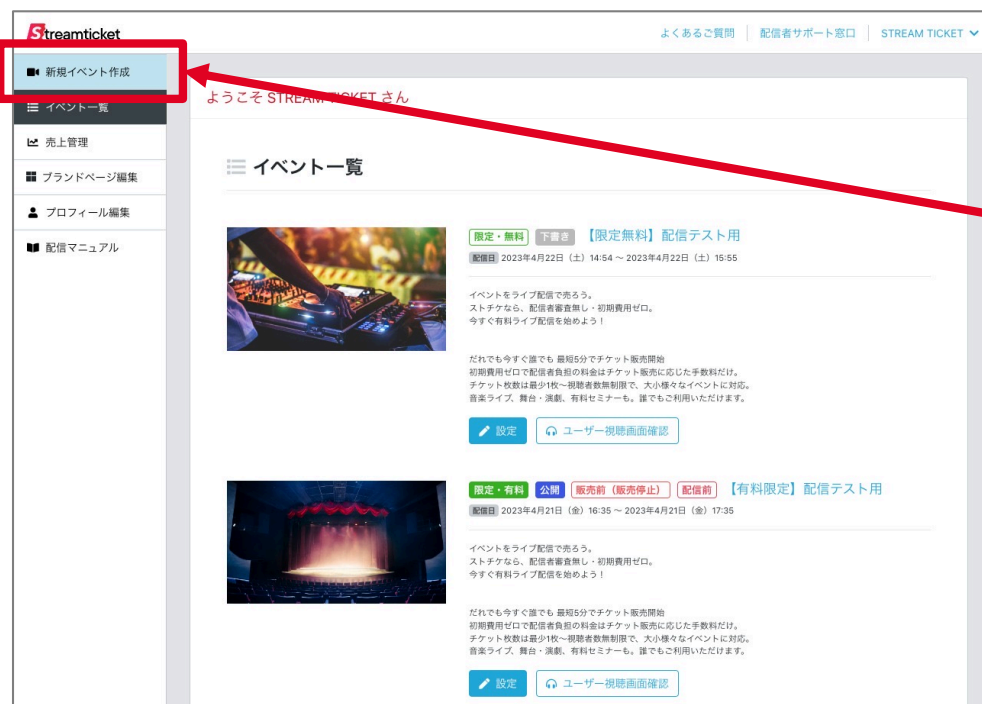 Streamticket
よくあるご質問 配信者サポート窓口 STREAM TICKET
新規イベント作成
イベント一覧
売上管理
ブランドページ編集
プロフィール編集
配信マニュアル
ようこそ STREAM TICKET さん
イベント一覧
限定・無料 下書き 【限定無料】配信テスト用
配信日 2023年4月22日（土）14:54 〜 2023年4月22日（土）15:55
イベントをライブ配信で売ろう。
ストチケなら、配信者審査無し・初期費用ゼロ。
今すぐ有料ライブ配信を始めよう！
だれでも今すぐ誰でも 最短5分でチケット販売開始
初期費用ゼロで配信者負担の料金はチケット販売に応じた手数料だけ。
チケット枚数は最少1枚〜視聴者数無制限で、大小様々なイベントに対応。
音楽ライブ、舞台・演劇、有料セミナーも。誰でもご利用いただけます。
設定 ユーザー視聴画面確認
限定・有料 公開 販売前（販売停止） 配信前 【有料限定】配信テスト用
配信日 2023年4月21日（金）16:35 〜 2023年4月21日（金）17:35
イベントをライブ配信で売ろう。
ストチケなら、配信者審査無し・初期費用ゼロ。
今すぐ有料ライブ配信を始めよう！
だれでも今すぐ誰でも 最短5分でチケット販売開始
初期費用ゼロで配信者負担の料金はチケット販売に応じた手数料だけ。
チケット枚数は最少1枚〜視聴者数無制限で、大小様々なイベントに対応。
音楽ライブ、舞台・演劇、有料セミナーも。誰でもご利用いただけます。
設定 ユーザー視聴画面確認